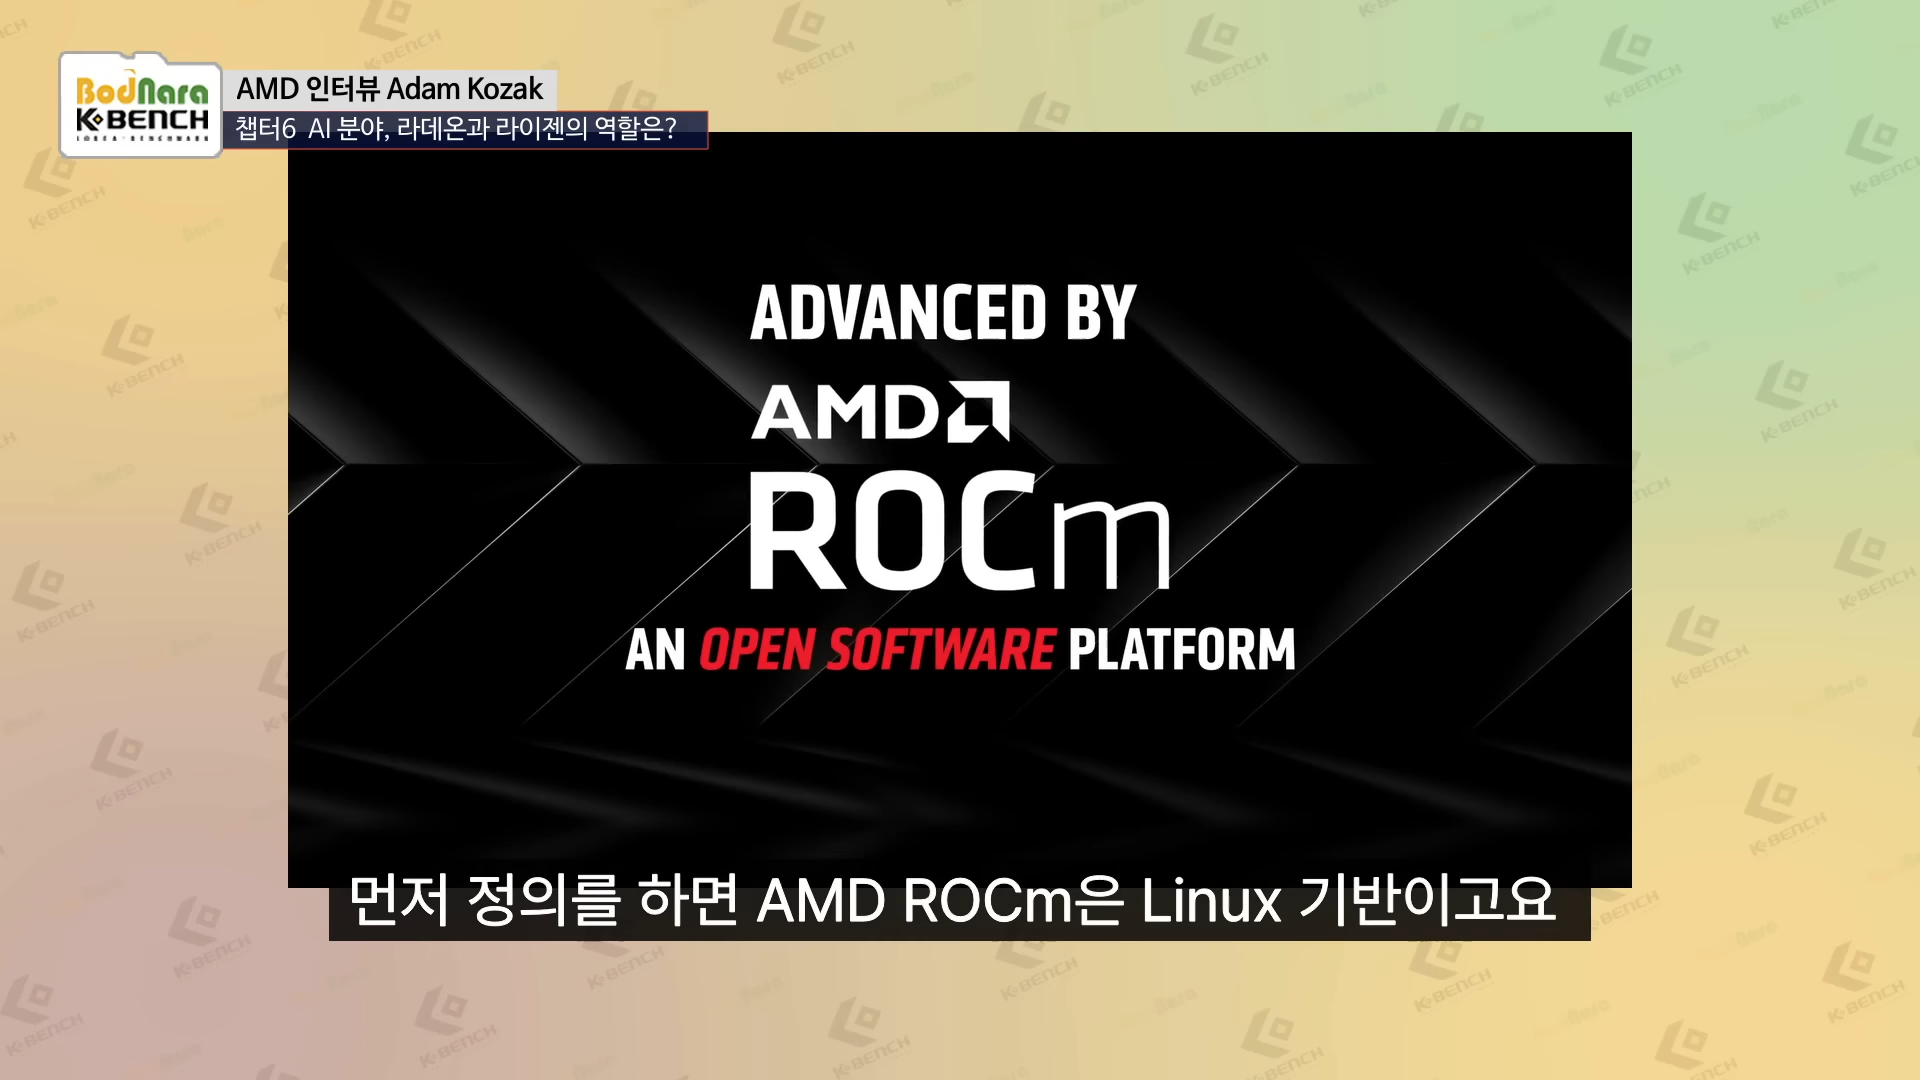 BodNara
K-BENCH
KOREA · BENCHMARK
AMD 인터뷰 Adam Kozak
챕터6 AI 분야, 라데온과 라이젠의 역할은?
ADVANCED BY
AMD
ROCm
AN OPEN SOFTWARE PLATFORM
먼저 정의를 하면 AMD ROCm은 Linux 기반이고요